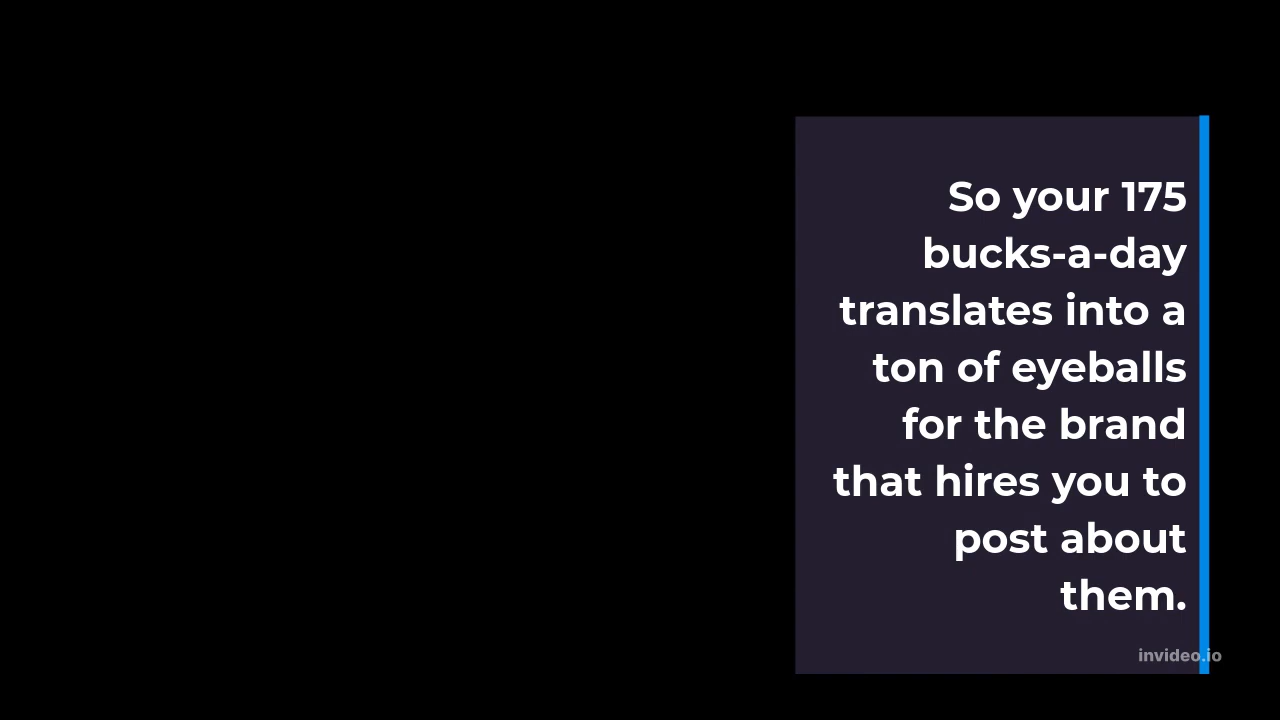 So your 175
bucks-a-day
translates into a
ton of eyeballs
for the brand
that hires you to
post about
them.
invideo.io